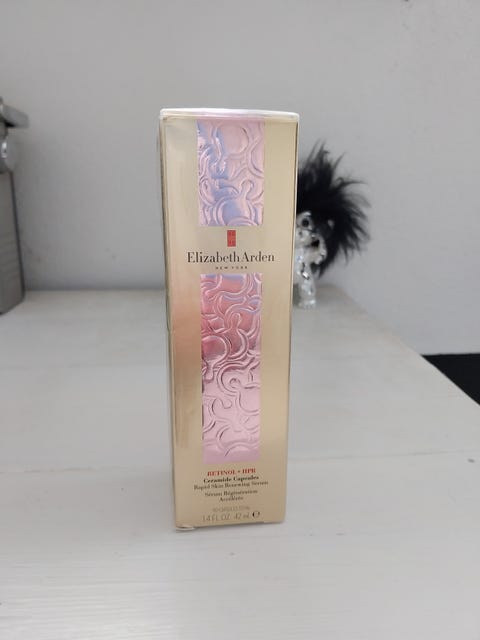 Elizabeth Arden
NEW YORK
RETINOL + HPR
Ceramide Capsules
Rapid Skin Renewing Serum
Sérum Régénération
Accélérée
1.4 FL.OZ. 42 mL ℮